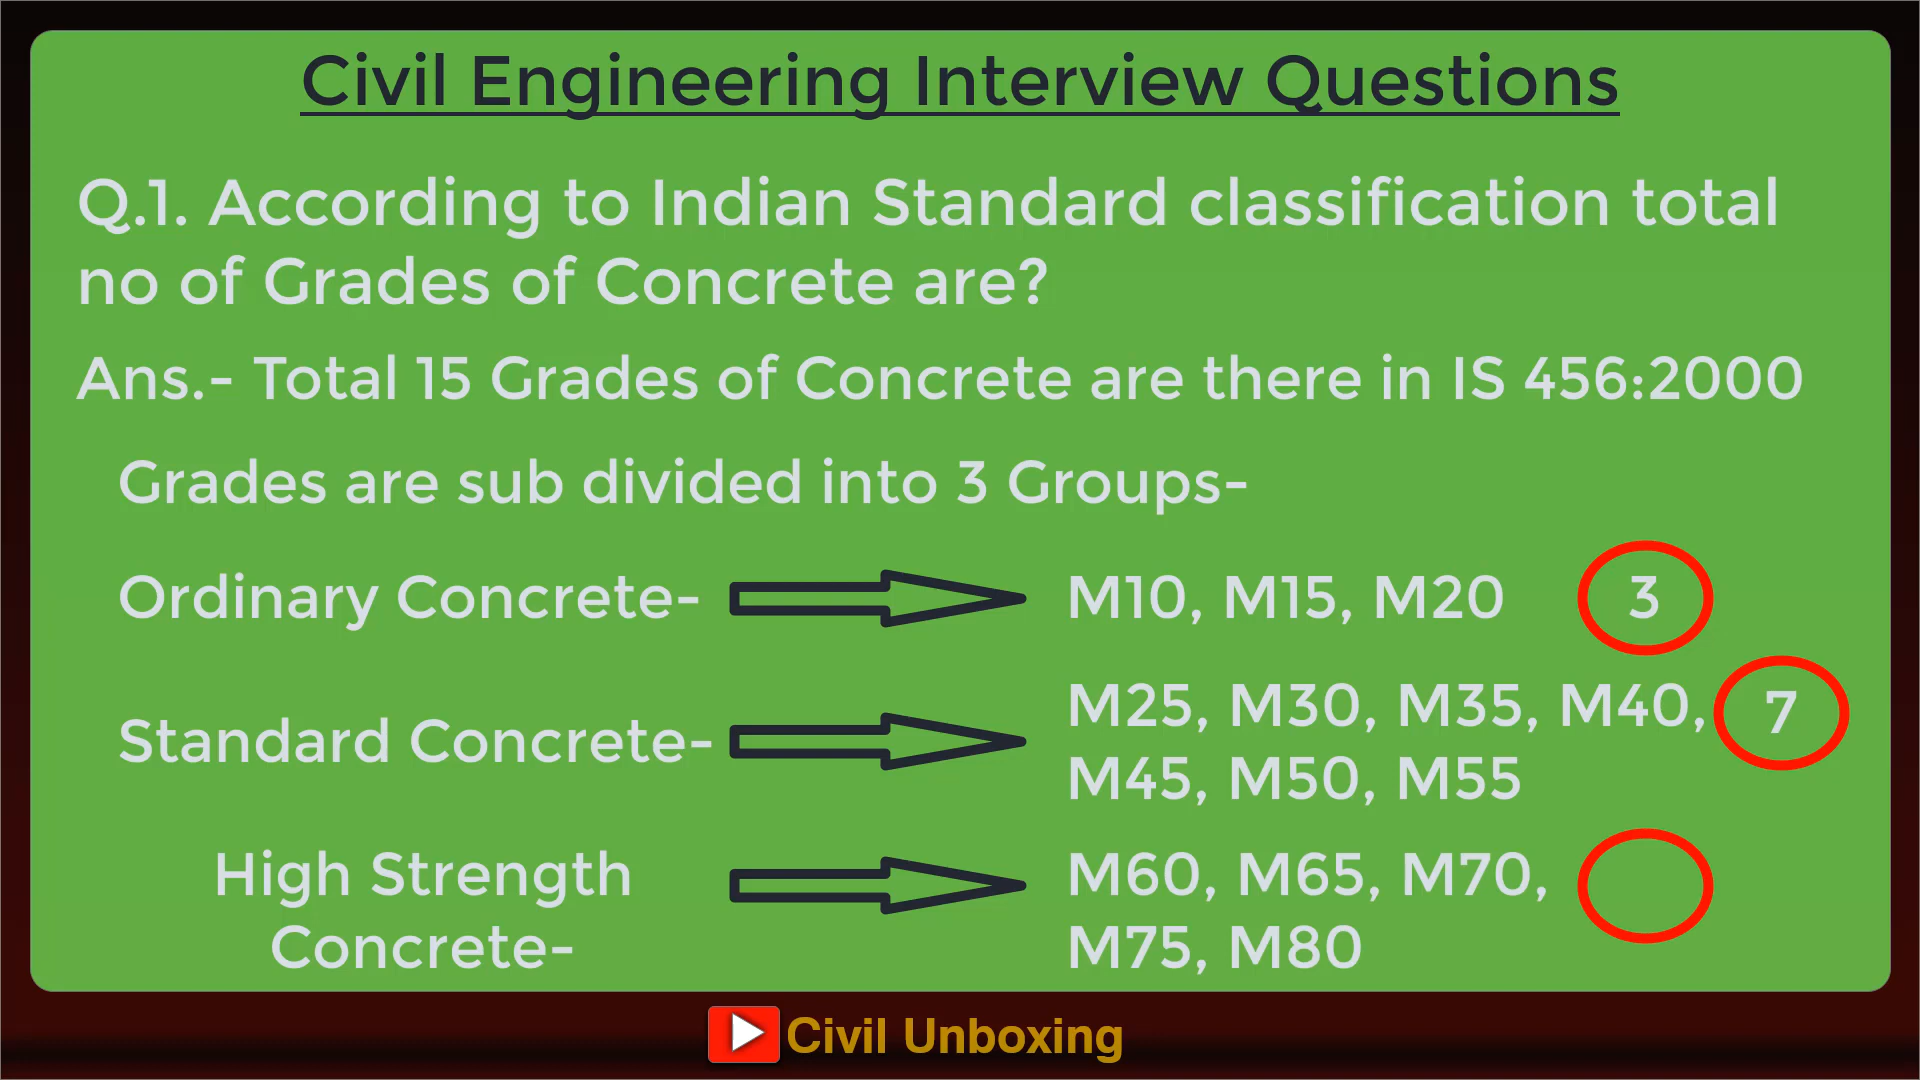 Civil Engineering Interview Questions
Q.1. According to Indian Standard classification total
no of Grades of Concrete are?
Ans.- Total 15 Grades of Concrete are there in IS 456:2000
Grades are sub divided into 3 Groups-
Ordinary Concrete- M10, M15, M20 3
Standard Concrete- M25, M30, M35, M40, 7
M45, M50, M55
High Strength M60, M65, M70,
Concrete- M75, M80
Civil Unboxing